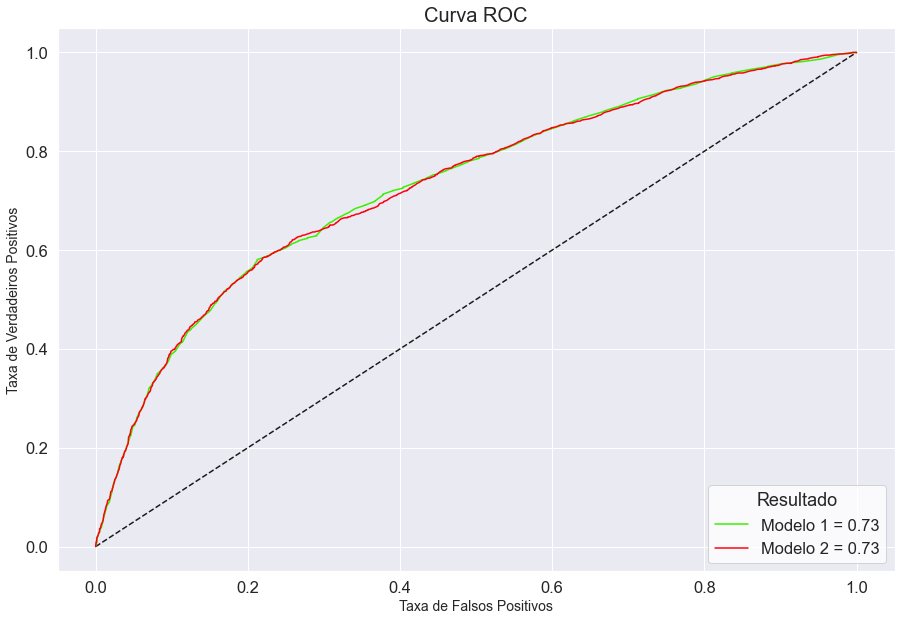 Curva ROC
1.0
0.8
0.6
0.4
0.2
0.0
Taxa de Verdadeiros Positivos
0.0 0.2 0.4 0.6 0.8 1.0
Taxa de Falsos Positivos
Resultado
Modelo 1 = 0.73
Modelo 2 = 0.73